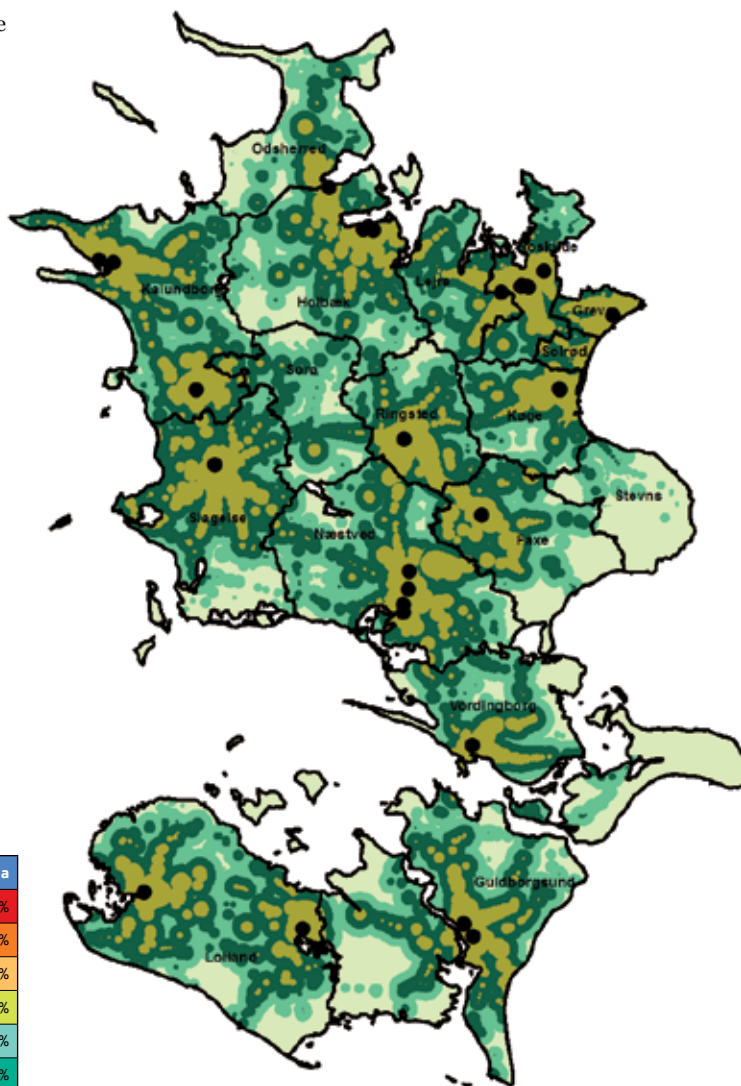 e
Odsherred
Roskilde
Kalundborg
Lejre
Holbæk
Greve
Solrød
Sorø
Ringsted
Køge
Slagelse
Næstved
Stevns
Faxe
Vordingborg
Guldborgsund
Lolland
a
%
%
%
%
%
%